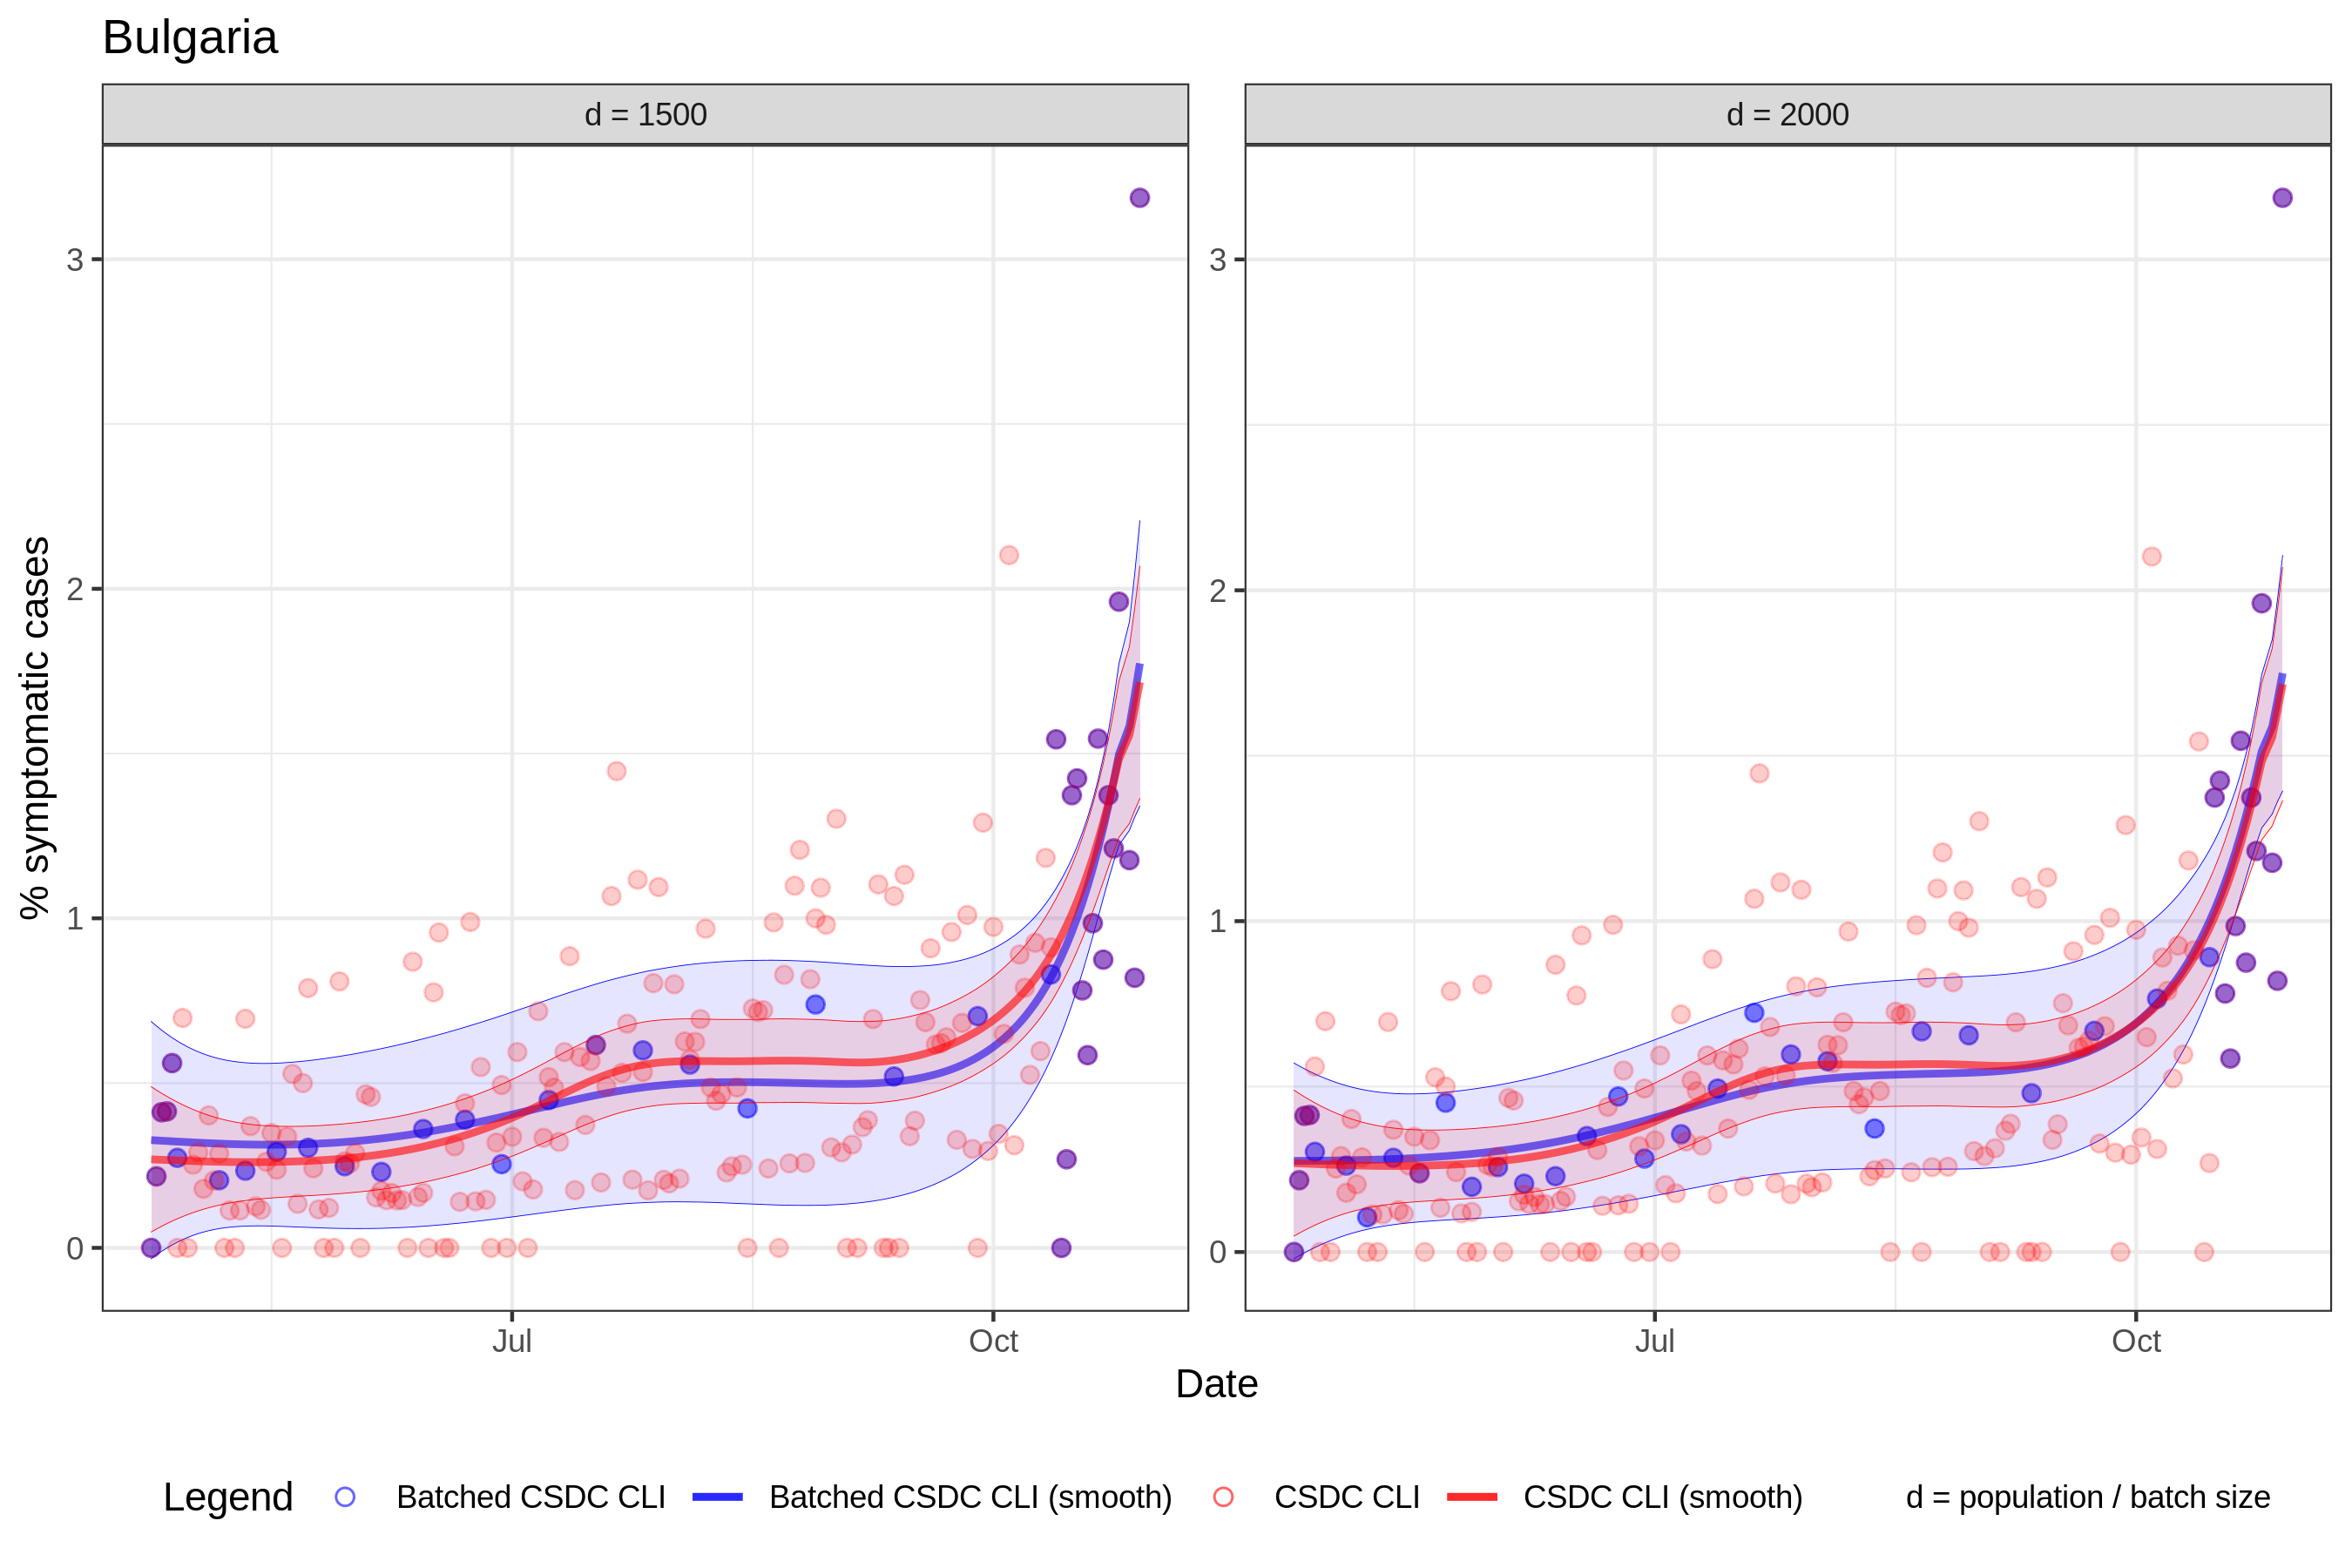 Bulgaria
d = 1500
d = 2000
% symptomatic cases
3
2
1
0
3
2
1
0
Jul
Oct
Jul
Oct
Date
Legend
Batched CSDC CLI
Batched CSDC CLI (smooth)
CSDC CLI
CSDC CLI (smooth)
d = population / batch size